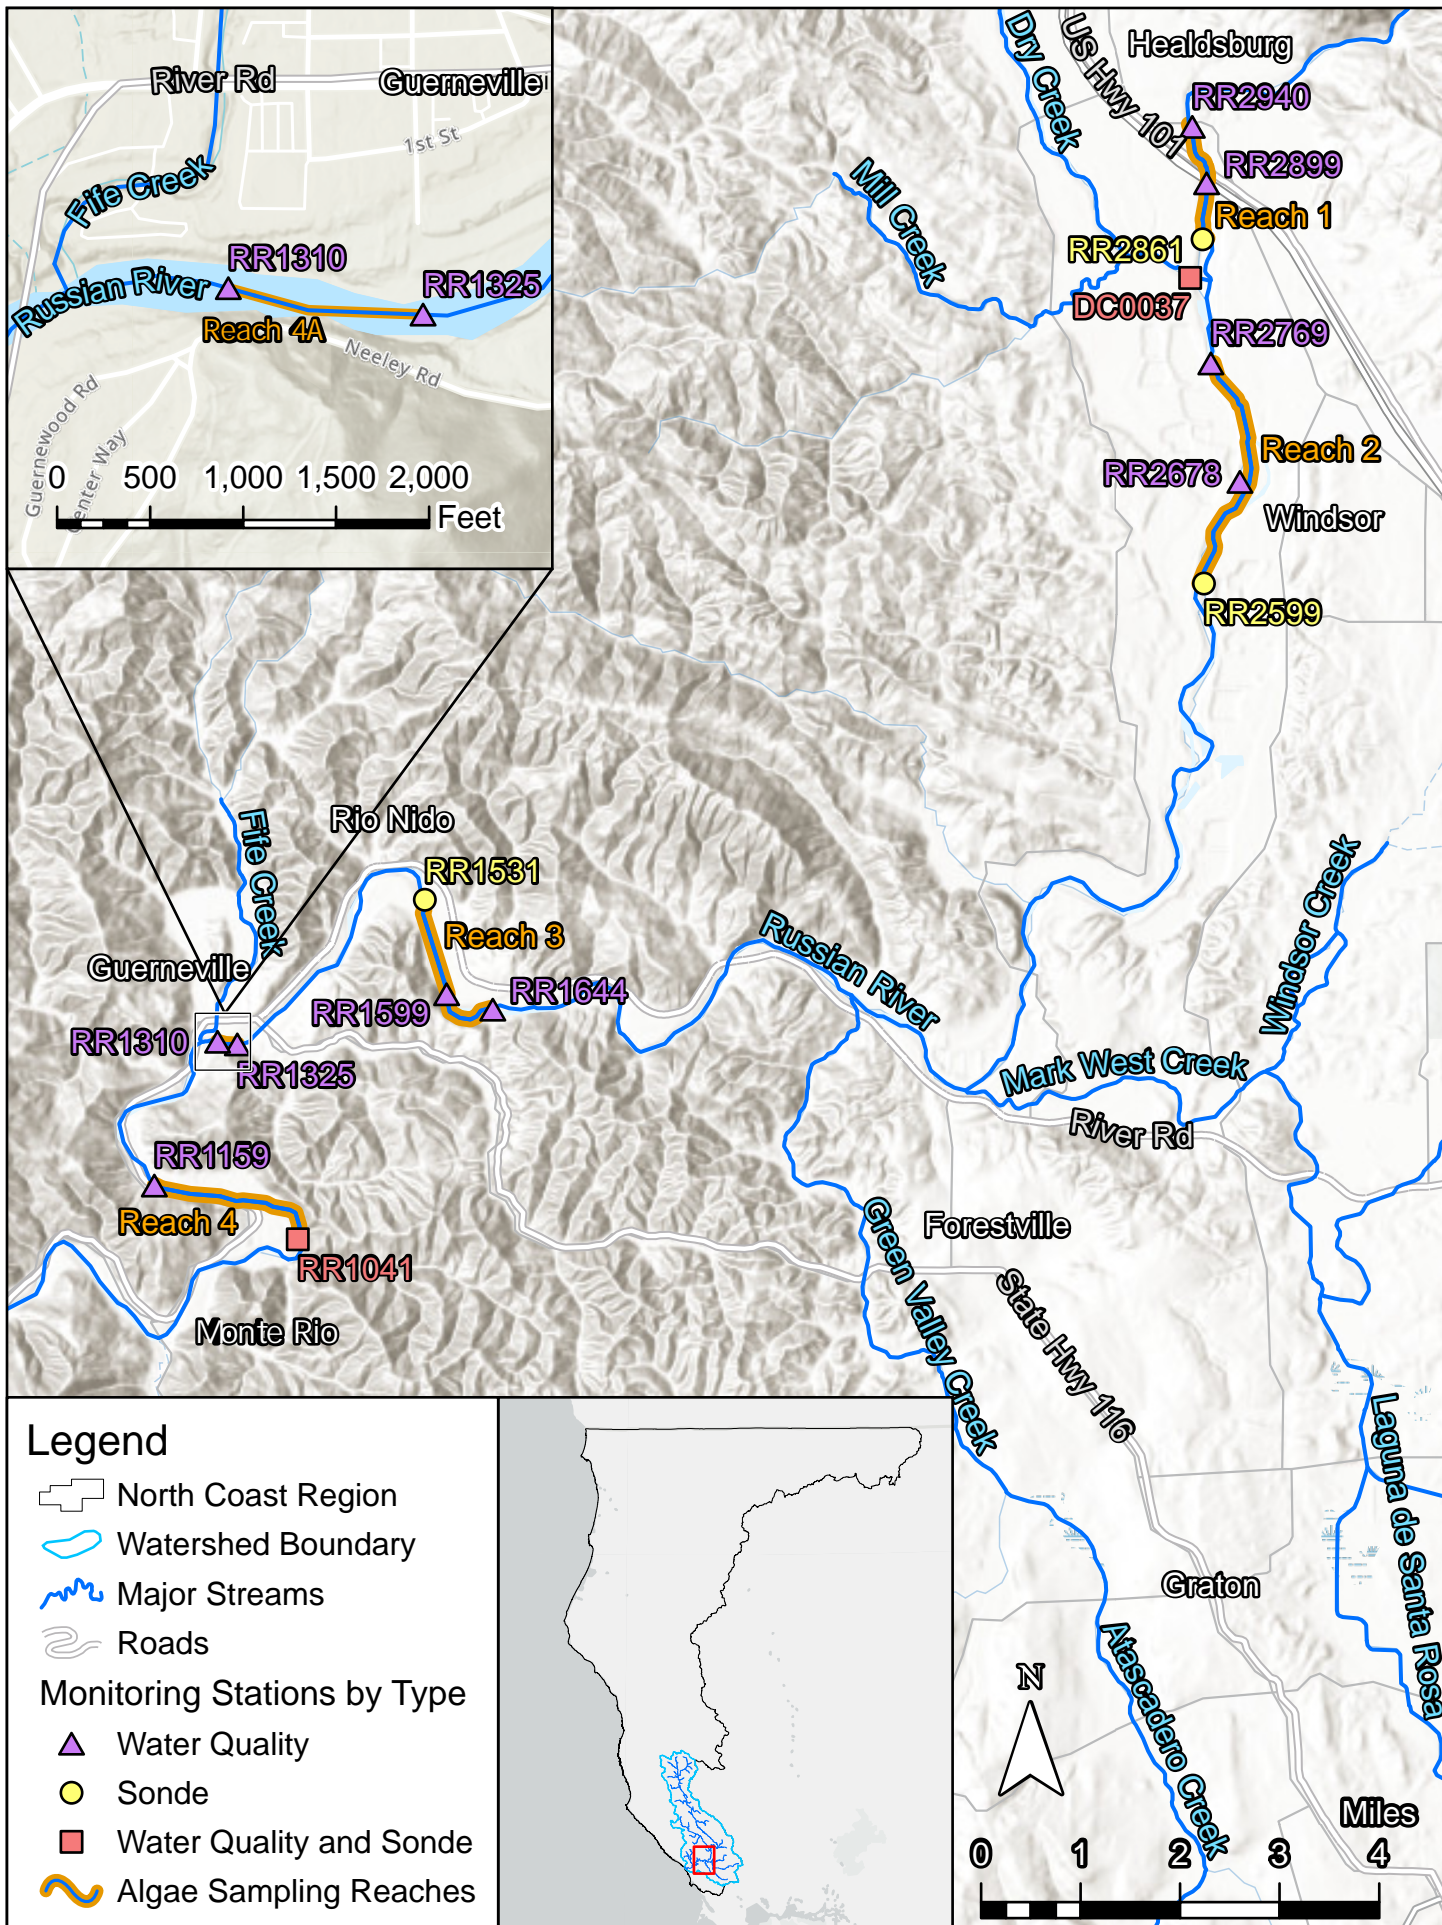 River Rd
Guerneville
1st St
Fife Creek
RR1310
RR1325
Russian River
Reach 4A
Neeley Rd
Guernewood Rd
Center Way
0 500 1,000 1,500 2,000
Feet
Dry Creek
US Hwy 101
Healdsburg
RR2940
RR2899
Mill Creek
Reach 1
RR2861
DC0037
RR2769
Reach 2
RR2678
Windsor
RR2599
Rio Nido
Fife Creek
RR1531
Reach 3
Guerneville
RR1599
RR1644
Russian River
Windsor Creek
RR1310
RR1325
Mark West Creek
River Rd
RR1159
Reach 4
RR1041
Monte Rio
Forestville
Green Valley Creek
State Hwy 116
Laguna de Santa Rosa
Graton
Atascadero Creek
N
Miles
0 1 2 3 4
Legend
North Coast Region
Watershed Boundary
Major Streams
Roads
Monitoring Stations by Type
Water Quality
Sonde
Water Quality and Sonde
Algae Sampling Reaches